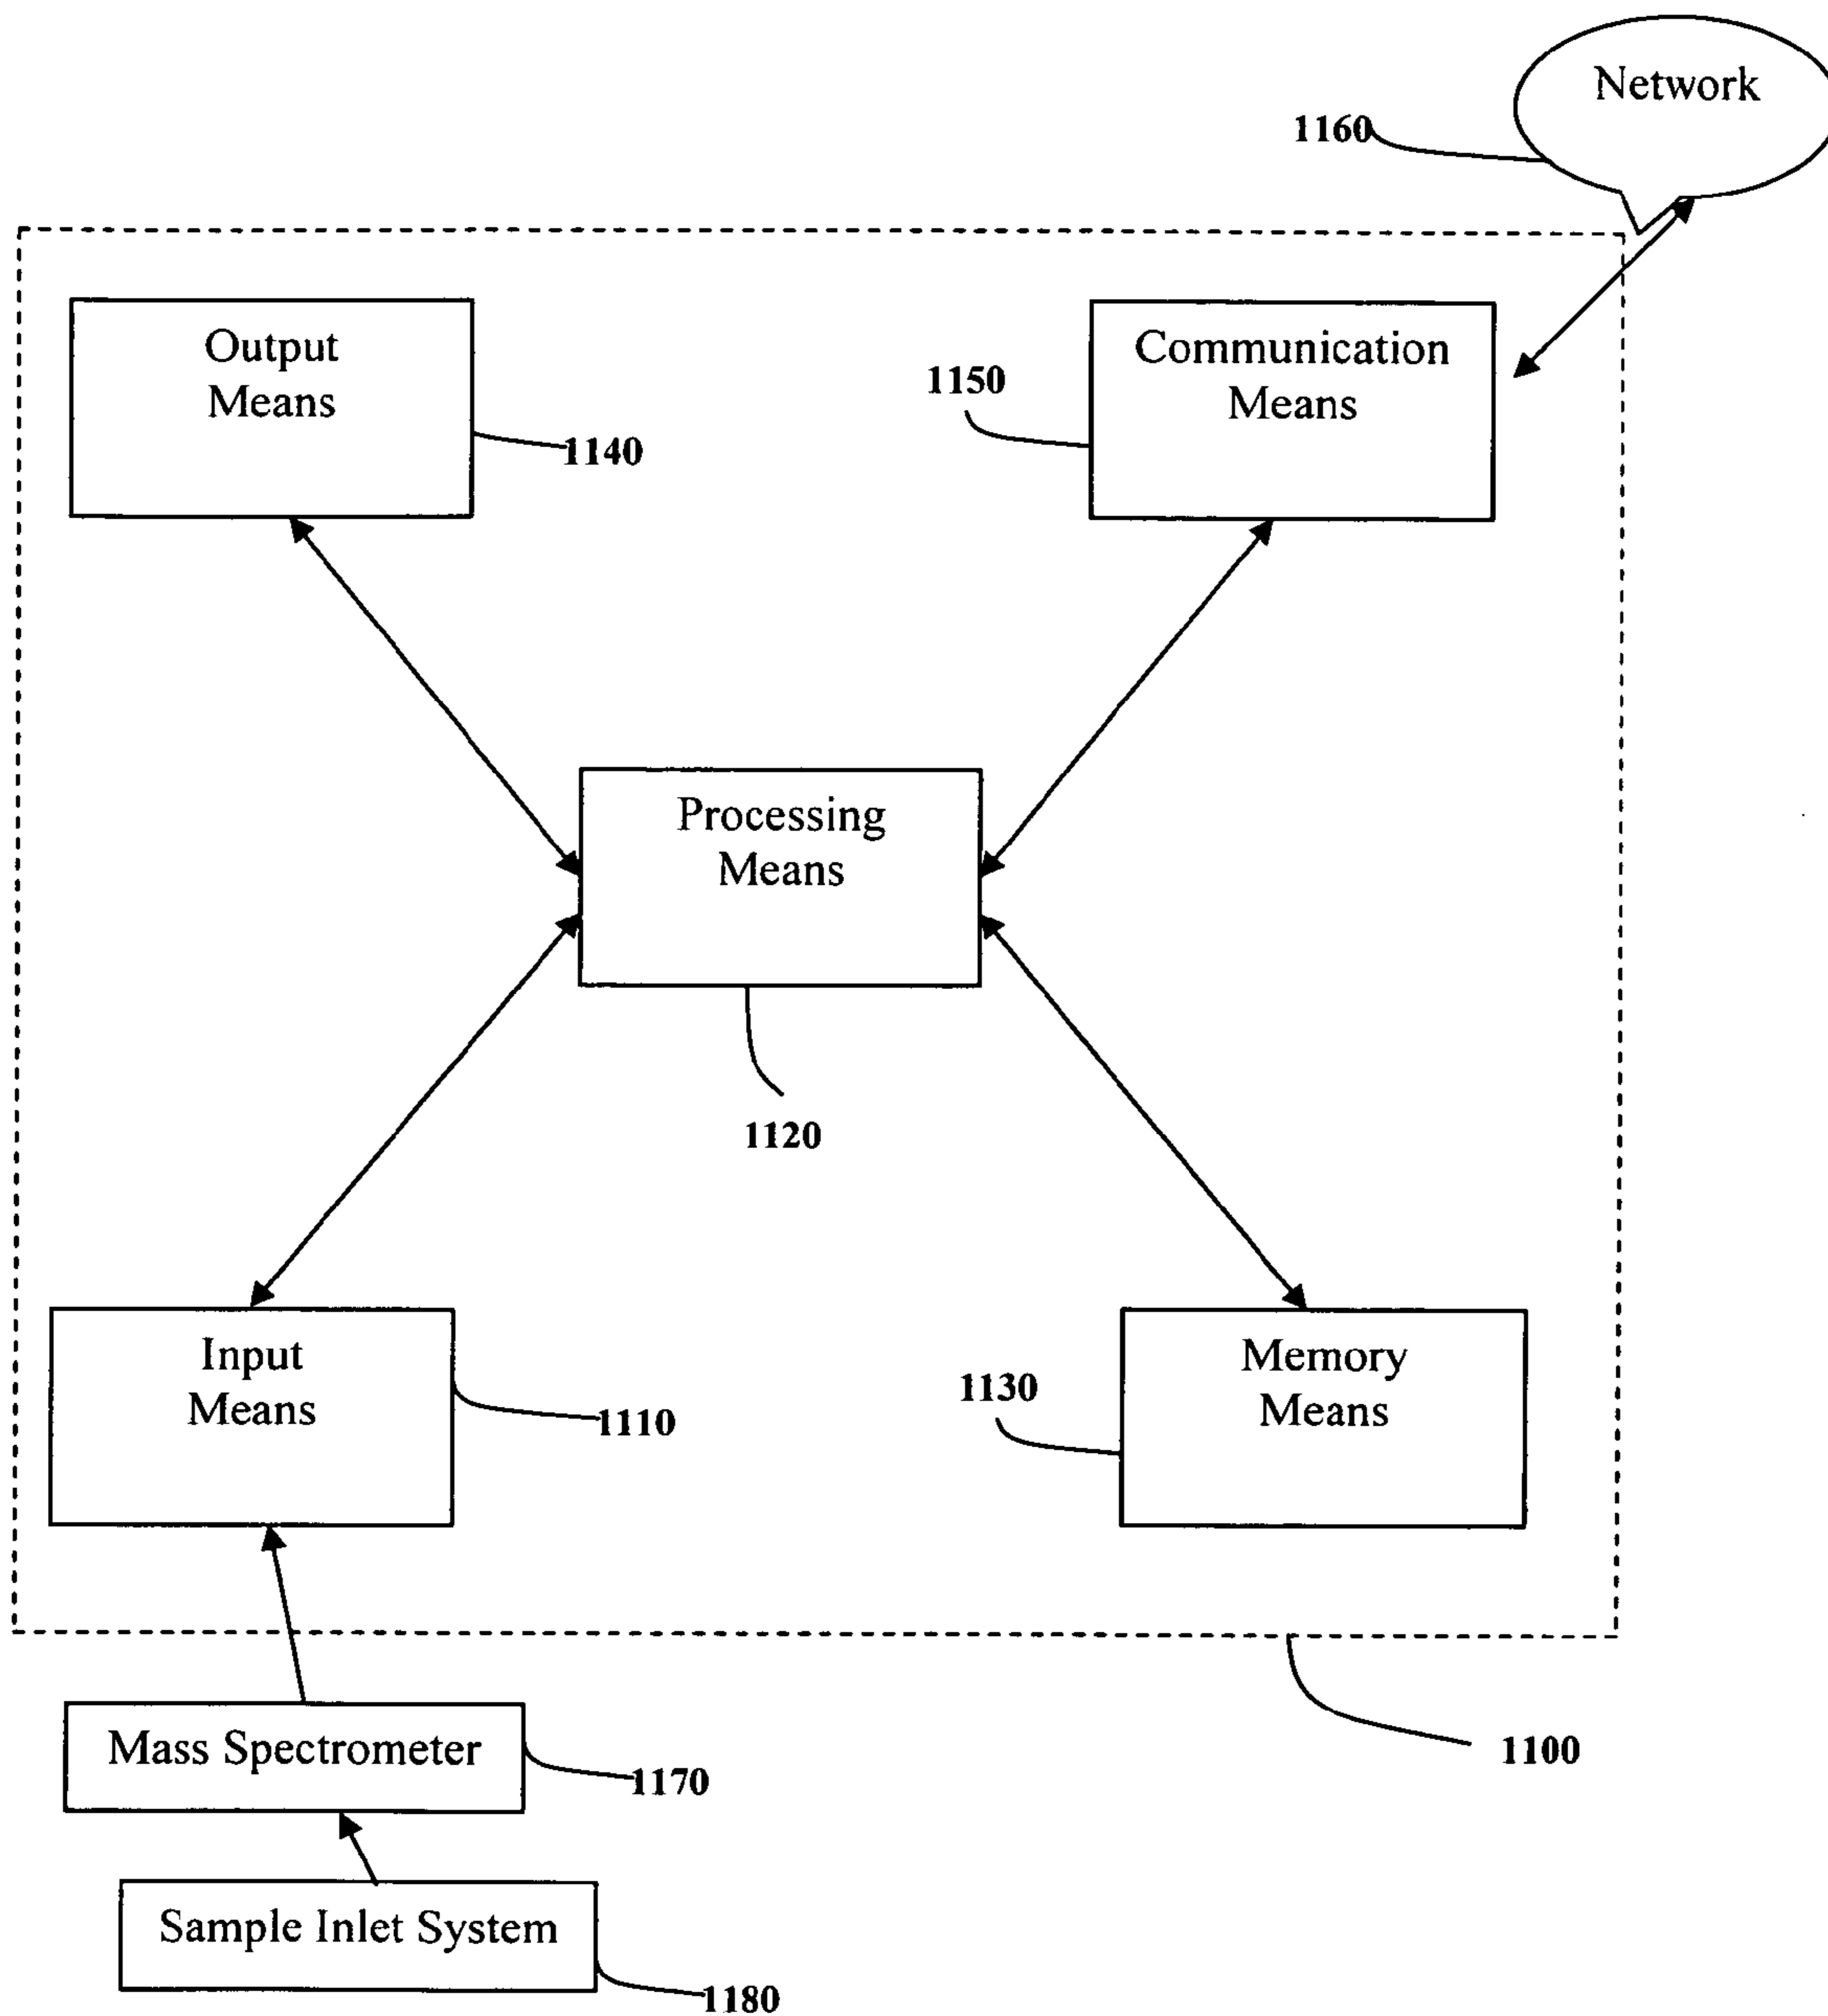 Network
1160
Output
Means
1140
Communication
Means
1150
Processing
Means
1120
Input
Means
1110
Memory
Means
1130
Mass Spectrometer
1170
1100
Sample Inlet System
1180